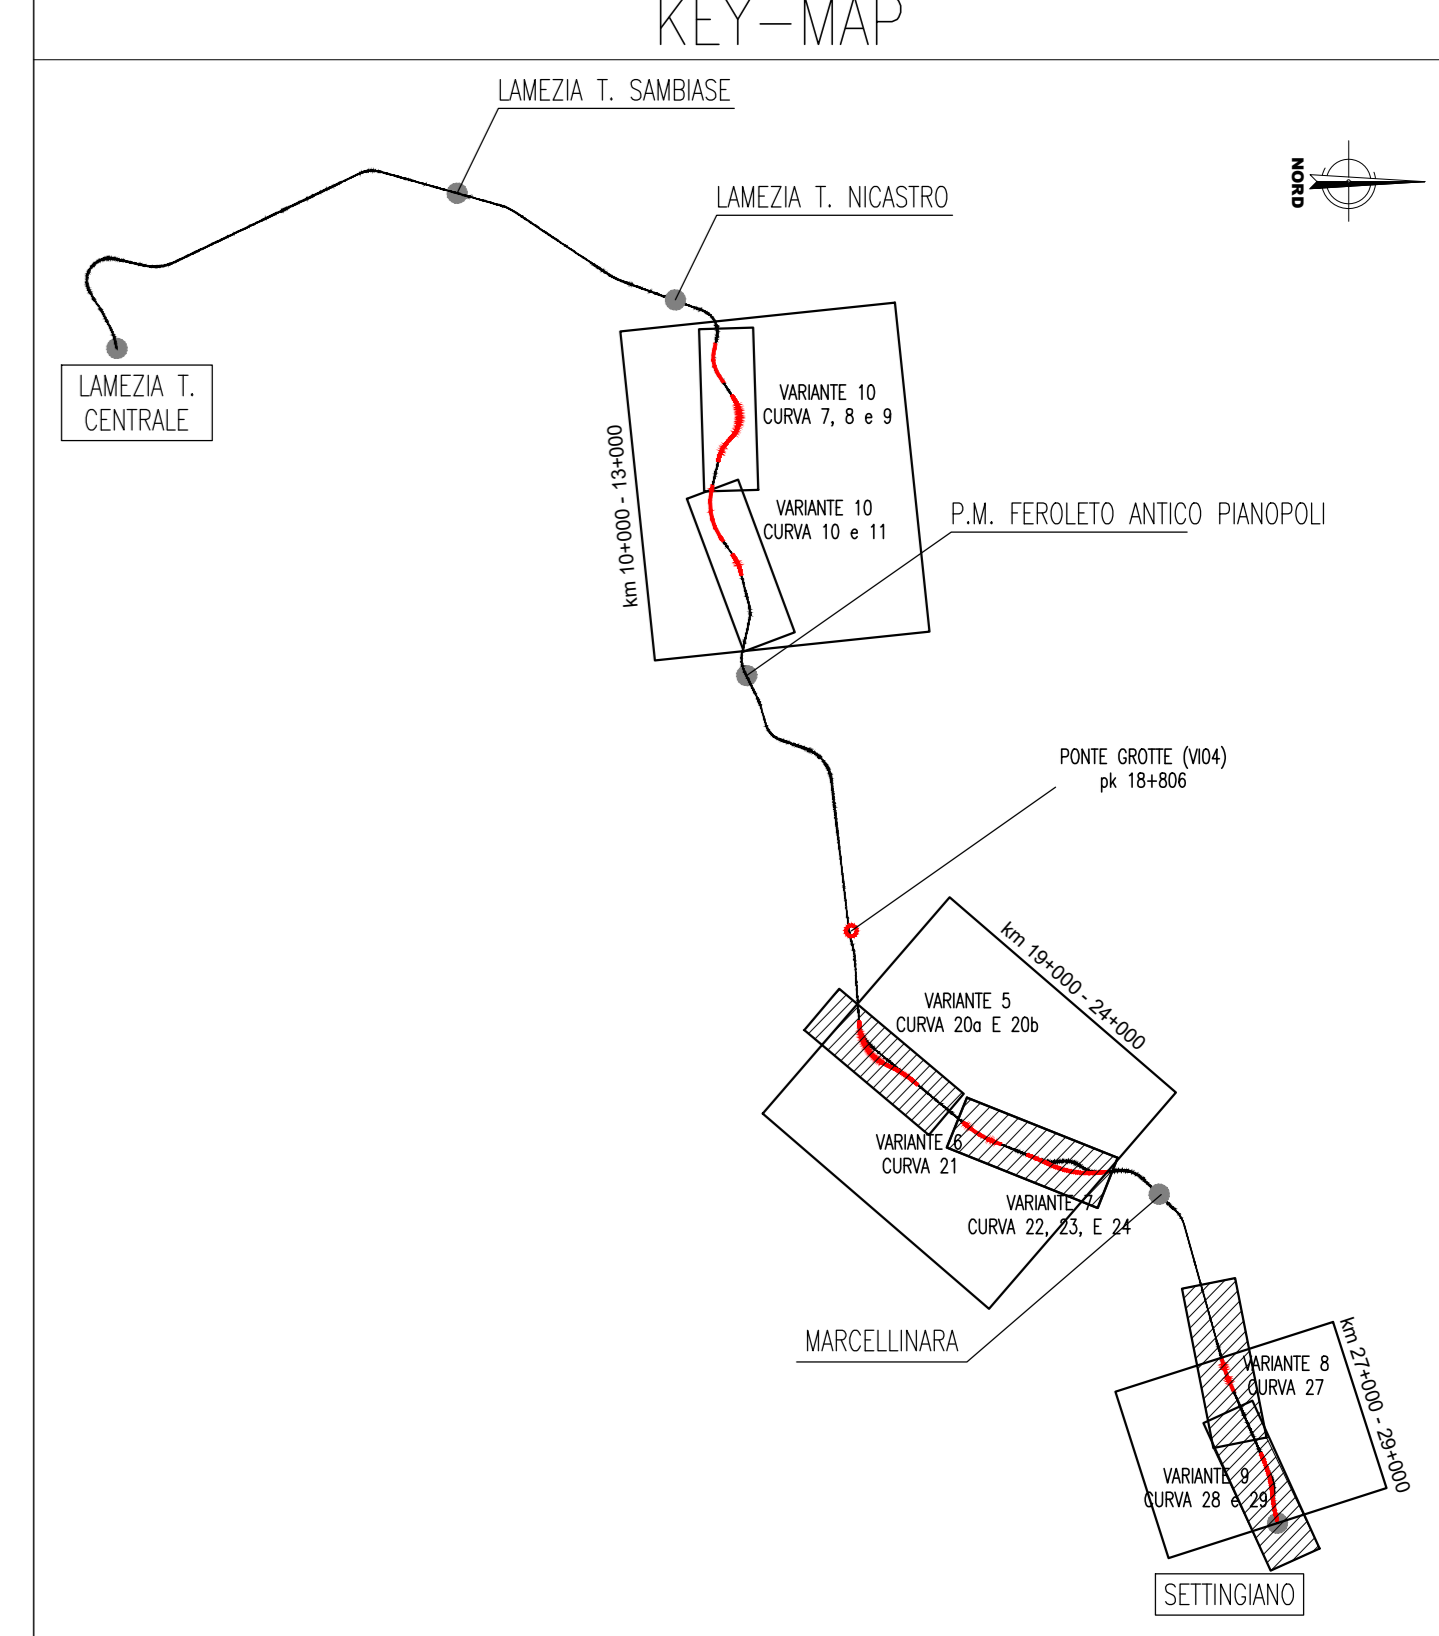 KEY-MAP
LAMEZIA T. SAMBIASE
NORD
LAMEZIA T. NICASTRO
LAMEZIA T.
CENTRALE
VARIANTE 10
CURVA 7, 8 e 9
km 10+000 - 13+000
VARIANTE 10
CURVA 10 e 11
P.M. FEROLETO ANTICO PIANOPOLI
PONTE GROTTE (VI04)
pk 18+806
km 19+000 - 24+000
VARIANTE 5
CURVA 20a E 20b
VARIANTE 6
CURVA 21
VARIANTE 7
CURVA 22, 23, E 24
MARCELLINARA
km 27+000 - 29+000
VARIANTE 8
CURVA 27
VARIANTE 9
CURVA 28 e 29
SETTINGIANO